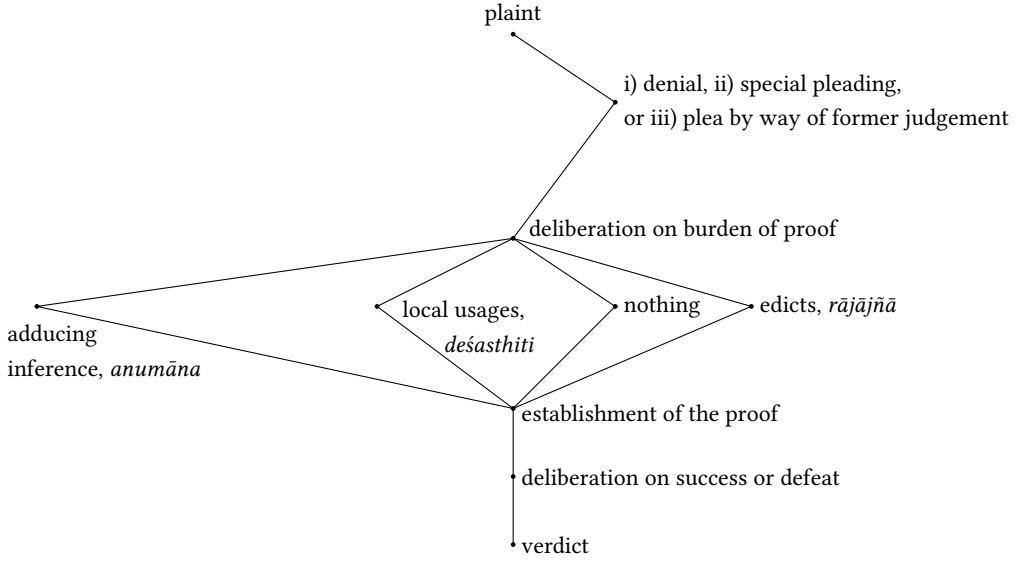 plaint
i) denial, ii) special pleading,
or iii) plea by way of former judgement
deliberation on burden of proof
adducing
inference, anumāna
local usages,
deśasthiti
nothing
edicts, rājājñā
establishment of the proof
deliberation on success or defeat
verdict